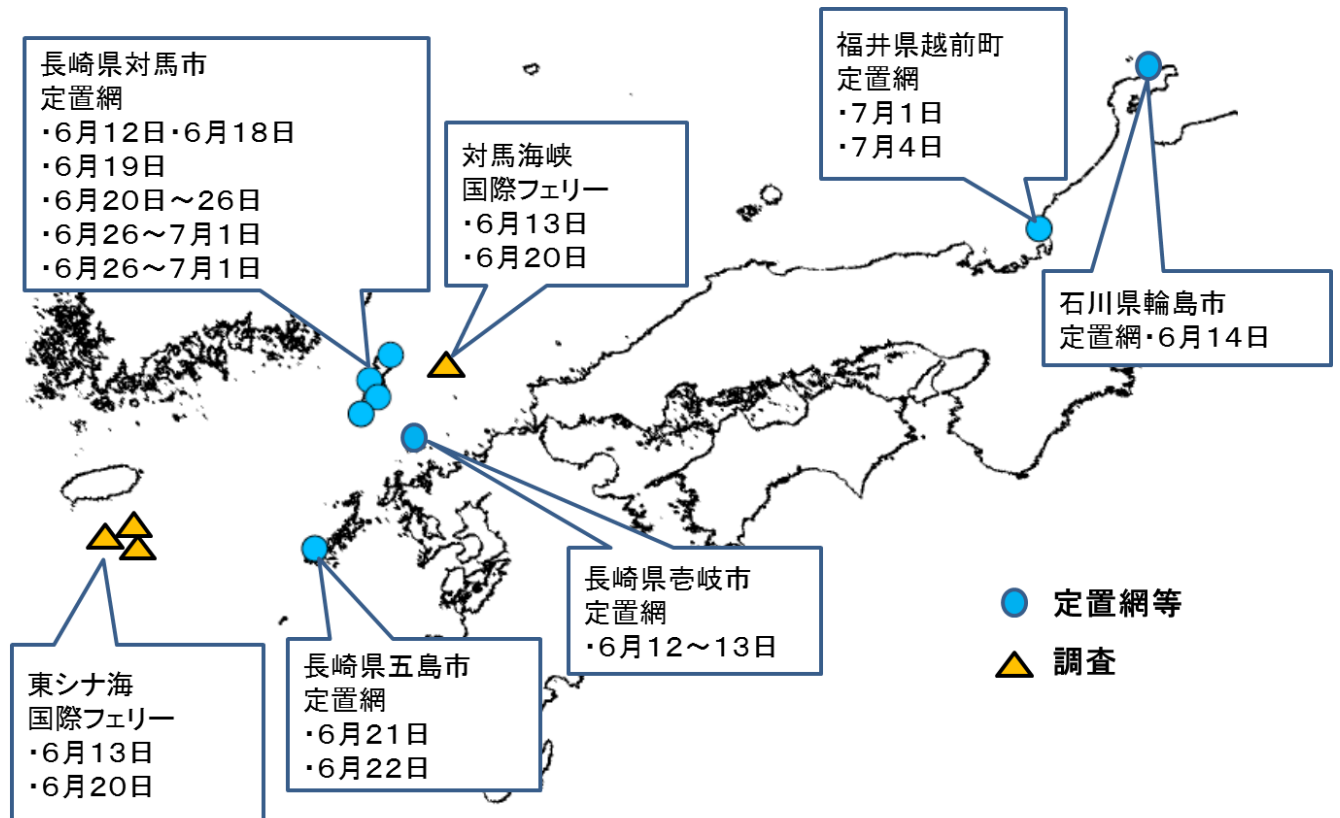 長崎県対馬市
定置網
・６月１２日・６月１８日
・６月１９日
・６月２０日～２６日
・６月２６～７月１日
・６月２６～７月１日
対馬海峡
国際フェリー
・６月１３日
・６月２０日
福井県越前町
定置網
・７月１日
・７月４日
石川県輪島市
定置網・６月１４日
長崎県壱岐市
定置網
・６月１２～１３日
長崎県五島市
定置網
・６月２１日
・６月２２日
東シナ海
国際フェリー
・６月１３日
・６月２０日
定置網等
調査